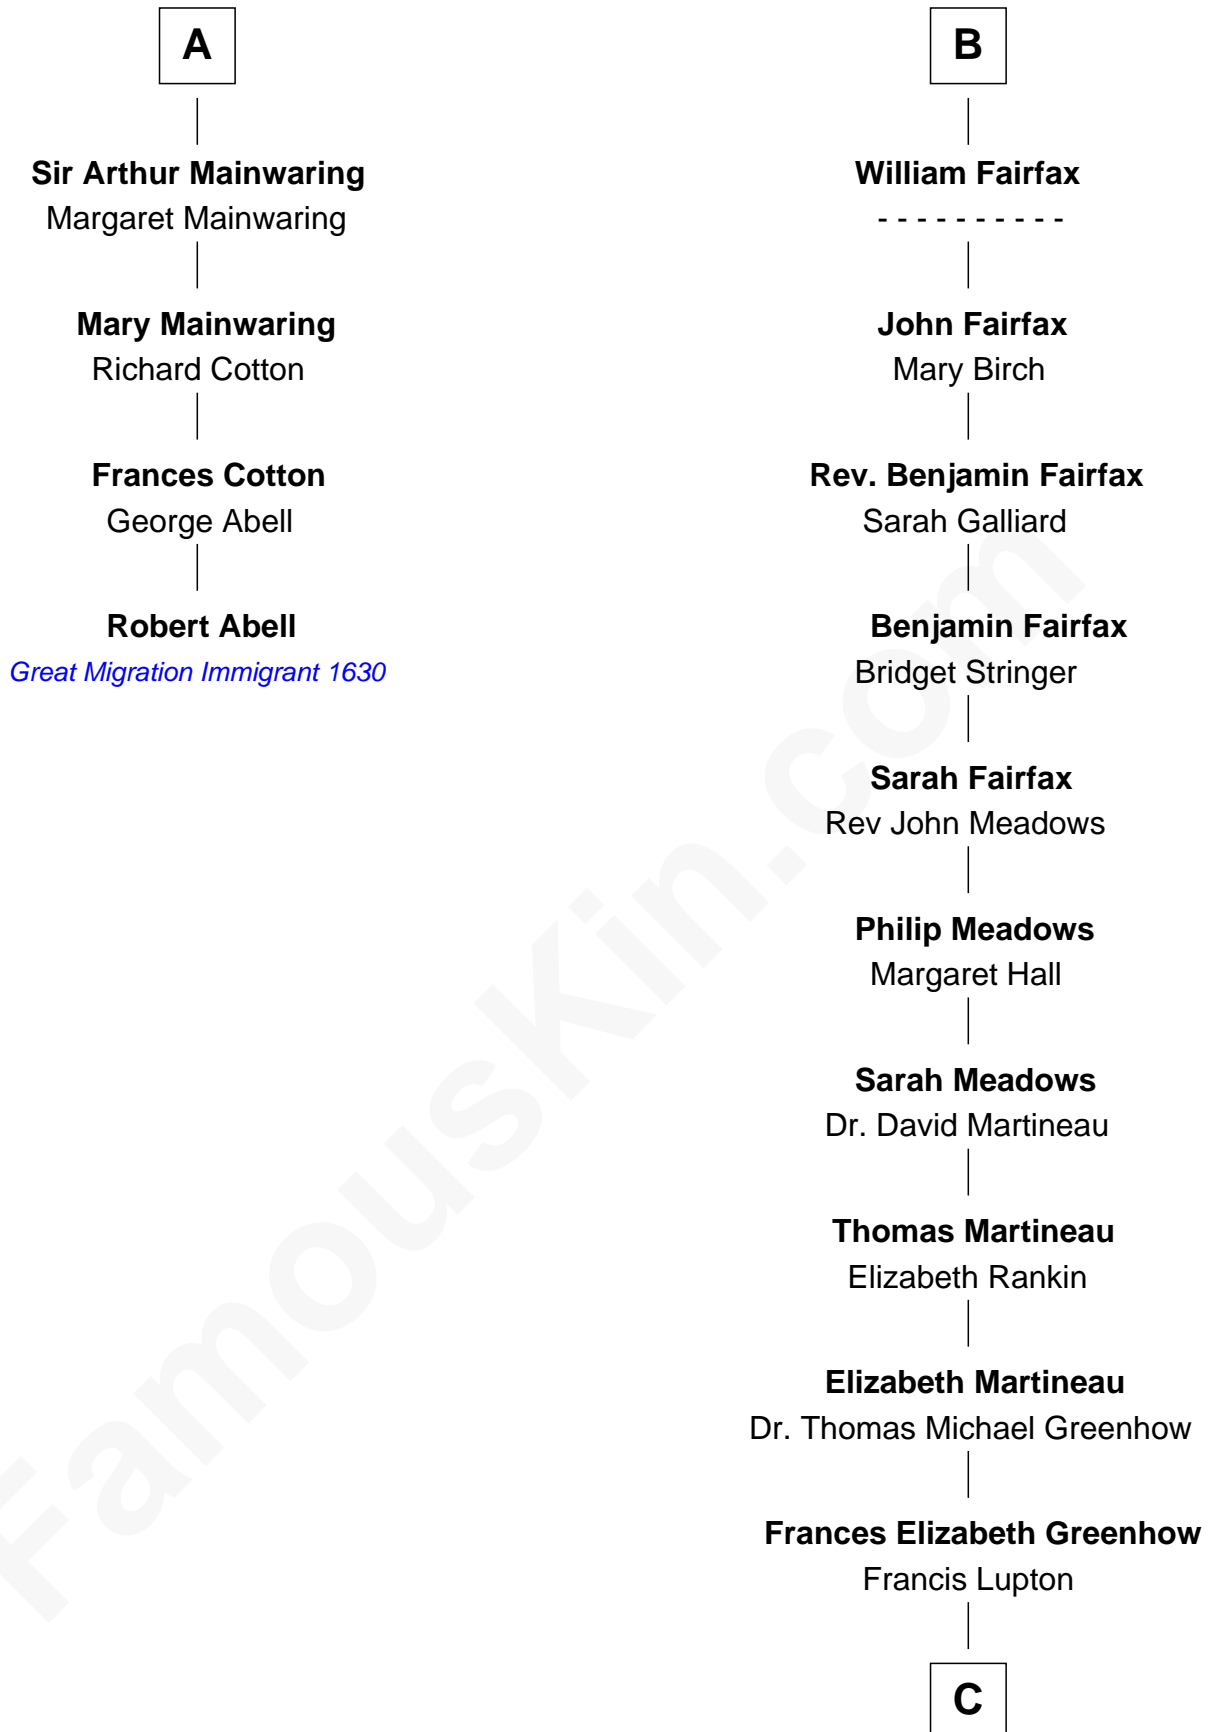 A
Sir Arthur Mainwaring
Margaret Mainwaring
Mary Mainwaring
Richard Cotton
Frances Cotton
George Abell
Robert Abell
Great Migration Immigrant 1630
B
William Fairfax
- - - - - - - - - -
John Fairfax
Mary Birch
Rev. Benjamin Fairfax
Sarah Galliard
Benjamin Fairfax
Bridget Stringer
Sarah Fairfax
Rev John Meadows
Philip Meadows
Margaret Hall
Sarah Meadows
Dr. David Martineau
Thomas Martineau
Elizabeth Rankin
Elizabeth Martineau
Dr. Thomas Michael Greenhow
Frances Elizabeth Greenhow
Francis Lupton
C
FamousKin.com